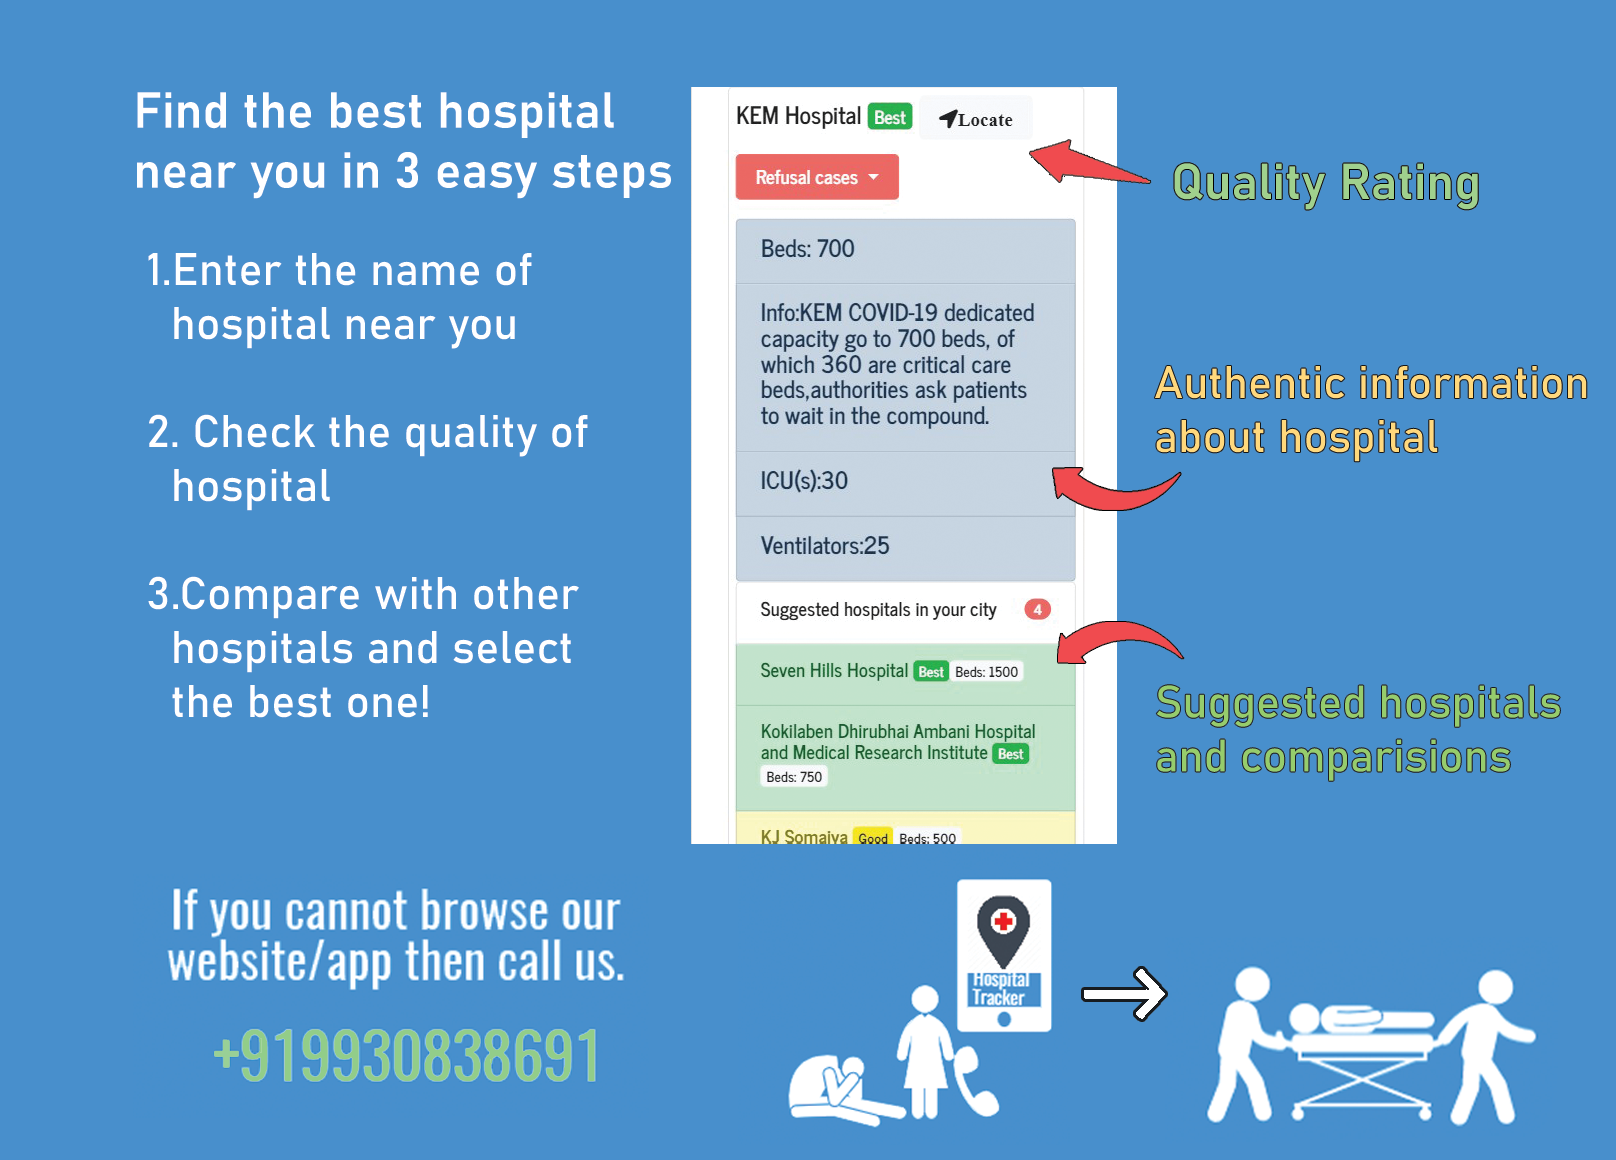 Find the best hospital
near you in 3 easy steps
1.Enter the name of
hospital near you
2. Check the quality of
hospital
3.Compare with other
hospitals and select
the best one!
KEM Hospital Best Locate
Refusal cases
Beds: 700
Info:KEM COVID-19 dedicated
capacity go to 700 beds, of
which 360 are critical care
beds,authorities ask patients
to wait in the compound.
ICU(s):30
Ventilators:25
Suggested hospitals in your city 4
Seven Hills Hospital Best Beds: 1500
Kokilaben Dhirubhai Ambani Hospital
and Medical Research Institute Best
Beds: 750
KJ Somaiya Good Beds: 500
Quality Rating
Authentic information
about hospital
Suggested hospitals
and comparisions
If you cannot browse our
website/app then call us.
+919930838691
Hospital
Tracker